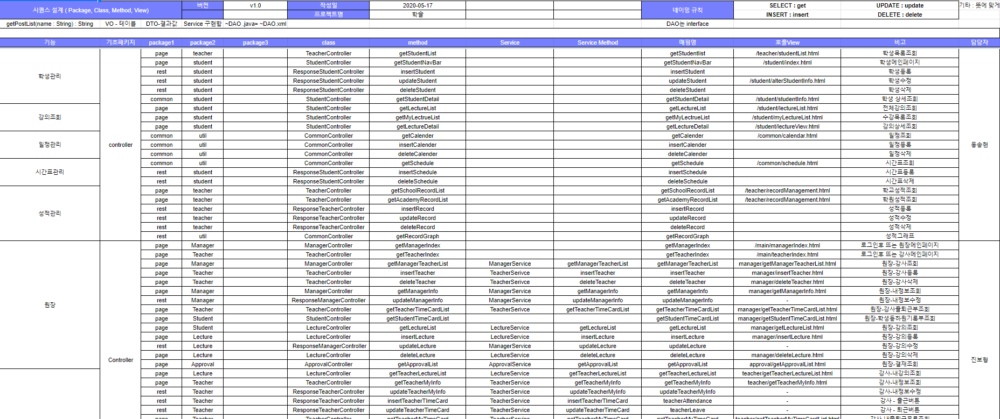 시퀀스 설계 ( Package, Class, Method, View) 버전 v1.0 작성일 2020-05-17 네이밍 규칙 SELECT : get UPDATE : update 기타 : 뜻에 맞게
프로젝트명 학슐 INSERT : insert DELETE : delete
getPostList(name : String) : String VO - 테이블 DTO-결과값 Service 구현함 ~DAO .java= ~DAO.xml DAO는 interface
기능 기초패키지 package1 package2 package3 class method Service Service Method 매핑명 호출View 비고 담당자
page teacher TeacherController getStudentList getStudentlist /teacher/studentList.html 학생목록조회
page student StudentController getStudentNavBar getStudentNavBar /student/index.html 학생메인페이지
rest student ResponseStudentController insertStudent insertStudent 학생등록
학생관리
rest student ResponseStudentController updateStudent updateStudent /student/alterStudentInfo.html 학생수정
rest student ResponseStudentController deleteStudent deleteStudent 학생삭제
common student StudentController getStudentDetail getStudentDetail /student/studentInfo.html 학생 상세조회
page student StudentController getLectureList getLectureList /student/lectureList.html 전체강의조회
강의조회 page student StudentController getMyLectrueList getMyLectrueList /student/myLectureList.html 수강목록조회
page student StudentController getLectureDetail getLectureDetail /student/lectureView.html 강의상세조회
common util CommonController getCalender getCalender /common/calendar.html 일정조회
일정관리 controller common util CommonController insertCalender insertCalender 일정등록 동송현
common util CommonController deleteCalender deleteCalender 일정삭제
common util CommonController getSchedule getSchedule /common/schedule.html 시간표조회
시간표관리 rest student ResponseStudentController insertSchedule insertSchedule 시간표등록
rest student ResponseStudentController deleteSchedule deleteSchedule 시간표삭제
page teacher TeacherController getSchoolRecordList getSchoolRecordList /teacher/recordManagement.html 학교성적조회
page teacher TeacherController getAcademyRecordList getAcademyRecordList /teacher/recordManagement.html 학원성적조회
rest teacher ResponseTeacherController insertRecord insertRecord 성적등록
성적관리
rest teacher ResponseTeacherController updateRecord updateRecord 성적수정
rest teacher ResponseTeacherController deleteRecord deleteRecord 성적삭제
rest util CommonController getRecordGraph getRecordGraph 성적그래프
page Manager ManagerController getManagerIndex getManagerIndex /main/managerIndex.html 로그인후 뜨는 원장메인페이지
page Teacher TeacherController getTeacherIndex getTeacherIndex /main/teacherIndex.html 로그인후 뜨는 강사메인페이지
page Manager ManagerController getManagerTeacherList ManagerService getManagerTeacherList getManagerTeacherList manager/getManagerTeacherList.html 원장-강사조회
page Teacher TeacherController insertTeacher TeacherSerivce insertTeacher insertTeacher manager/insertTeacher.html 원장-강사등록
page Teacher TeacherController deleteTeacher TeacherSerivce deleteTeacher deleteTeacher manager/deleteTeacher.html 원장-강사삭제
page Manager ManagerController getManagerInfo ManagerService getManagerInfo getManagerInfo manager/getManagerInfo.html 원장-내정보조회
rest Manager ResponseManagerController updateManagerInfo ManagerService updateManagerInfo updateManagerInfo - 원장-내정보수정
원장
page Teacher TeacherController getTeacherTimeCardList TeacherSerivce getTeacherTimeCardList getTeacherTimeCardList manager/getTeacherTimeCardList.html 원장-강사출퇴근부조회
page Student StudentController getStudentTimeCardList getStudentTimeCardList manager/getStudentTimeCardList.html 원장-학생등하원기록부조회
page Student LectureController getLectureList LectureService getLectureList getLectureList manager/getLectureList.html 원장-강의조회
page Lecture LectureController insertLecture LectureService insertLecture insertLecture manager/insertLecture.html 원장-강의등록
rest Lecture ResponseManagerController updateLecture ManagerService updateLecture updateLecture - 원장-강의수정
page Lecture LectureController deleteLecture LectureService deleteLecture deleteLecture manager/deleteLecture.html 원장-강의삭제
Controller 진보형
page Approval ApprovalController getApprovalList ApprovalService getApprovalList getApprovalList approval/getApprovalList.html 원장-결재조회
page Lecture LectureController getTeacherLectureList LectureService getTeacherLectureList getTeacherLectureList teacher/getTeacherLectureList.html 강사-내강의조회
page Teacher TeacherController getTeacherMyInfo TeacherService getTeacherMyInfo getTeacherMyInfo teacher/getTeacherMyInfo.html 강사-내정보조회
rest Teacher ResponseTeacherController updateTeacherMyInfo TeacherService updateTeacherMyInfo updateTeacherMyInfo - 강사-내정보수정
rest Teacher ResponseTeacherController insertTeacherTImeCard TeacherService insertTeacherTImeCard teacherAttendance - 강사 - 출근버튼
rest Teacher ResponseTeacherController updateTeacherTimeCard TeacherService updateTeacherTimeCard teacherLeave - 강사 - 퇴근버튼